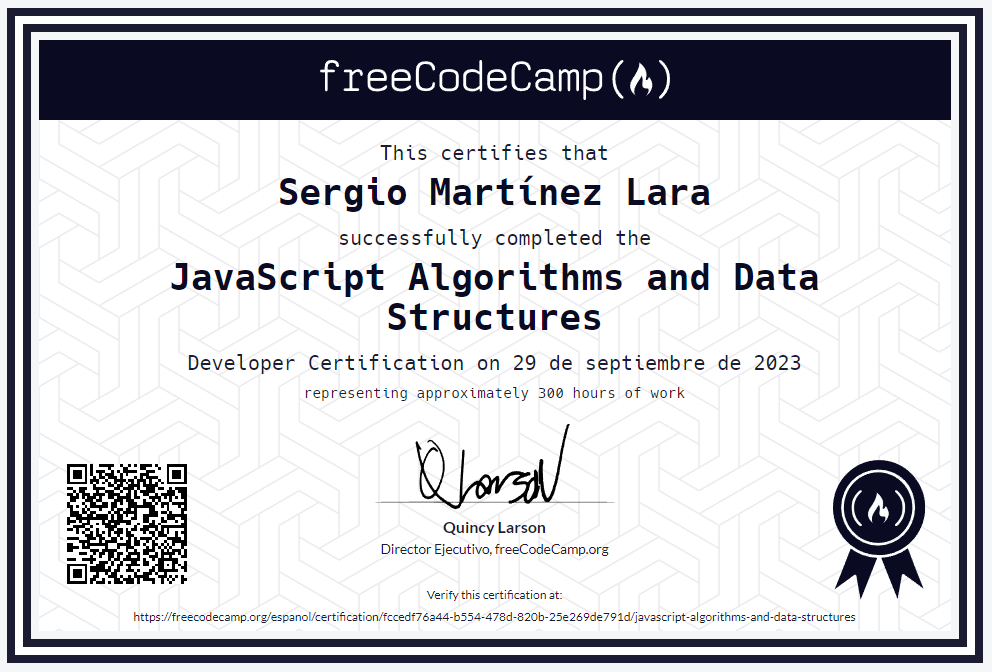 freeCodeCamp
This certifies that
Sergio Martínez Lara
successfully completed the
JavaScript Algorithms and Data
Structures
Developer Certification on 29 de septiembre de 2023
representing approximately 300 hours of work
Q Larson
Quincy Larson
Director Ejecutivo, freeCodeCamp.org
Verify this certification at:
https://freecodecamp.org/espanol/certification/fccedf76a44-b554-478d-820b-25e269de791d/javascript-algorithms-and-data-structures